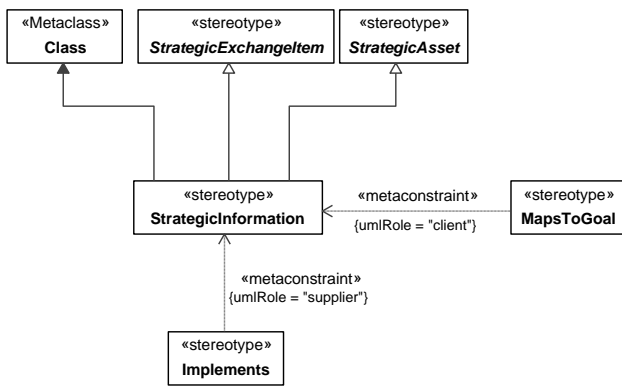 «Metaclass»
Class
«stereotype»
StrategicExchangeItem
«stereotype»
StrategicAsset
«stereotype»
StrategicInformation
«metaconstraint»
{umlRole = "client"}
«stereotype»
MapsToGoal
«metaconstraint»
{umlRole = "supplier"}
«stereotype»
Implements